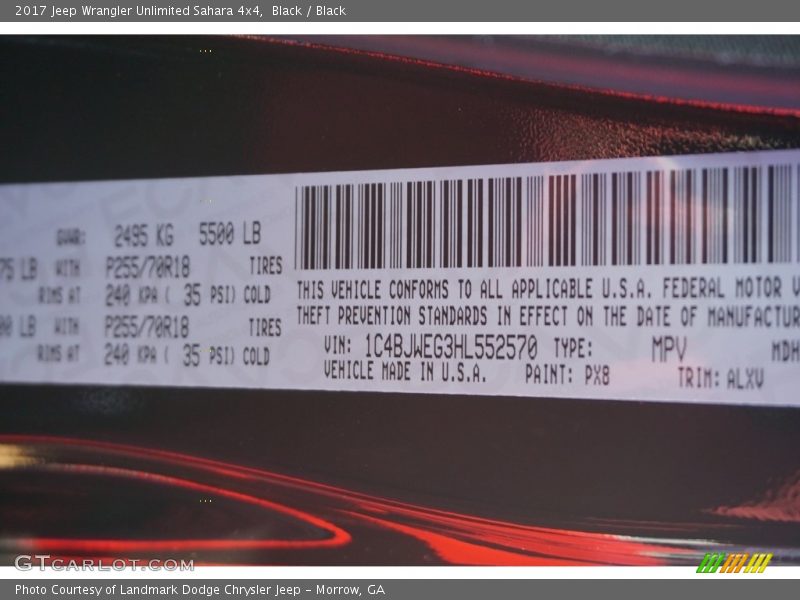 2017 Jeep Wrangler Unlimited Sahara 4x4, Black / Black
GVWR: 2495 KG 5500 LB
75 LB WITH P255/70R18 TIRES
RIMS AT 240 KPA ( 35 PSI) COLD
00 LB WITH P255/70R18 TIRES
RIMS AT 240 KPA ( 35 PSI) COLD
THIS VEHICLE CONFORMS TO ALL APPLICABLE U.S.A. FEDERAL MOTOR V
THEFT PREVENTION STANDARDS IN EFFECT ON THE DATE OF MANUFACTUR
VIN: 1C4BJWEG3HL552570 TYPE: MPV MDH
VEHICLE MADE IN U.S.A. PAINT: PX8 TRIM: ALXV
GTCARLOT.COM
Photo Courtesy of Landmark Dodge Chrysler Jeep - Morrow, GA